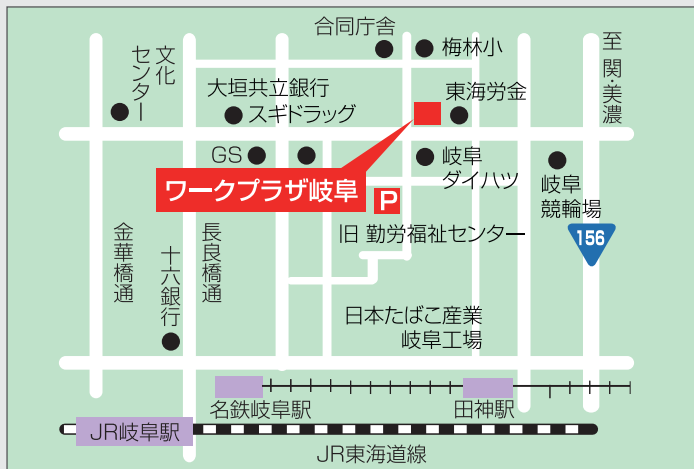 合同庁舎
梅林小
至 関・美濃
文化
センター
大垣共立銀行
スギドラッグ
東海労金
GS
岐阜
ダイハツ
岐阜
競輪場
ワークプラザ岐阜
P
旧 勤労福祉センター
156
金華橋通
十六銀行
長良橋通
日本たばこ産業
岐阜工場
名鉄岐阜駅
田神駅
JR岐阜駅
JR東海道線